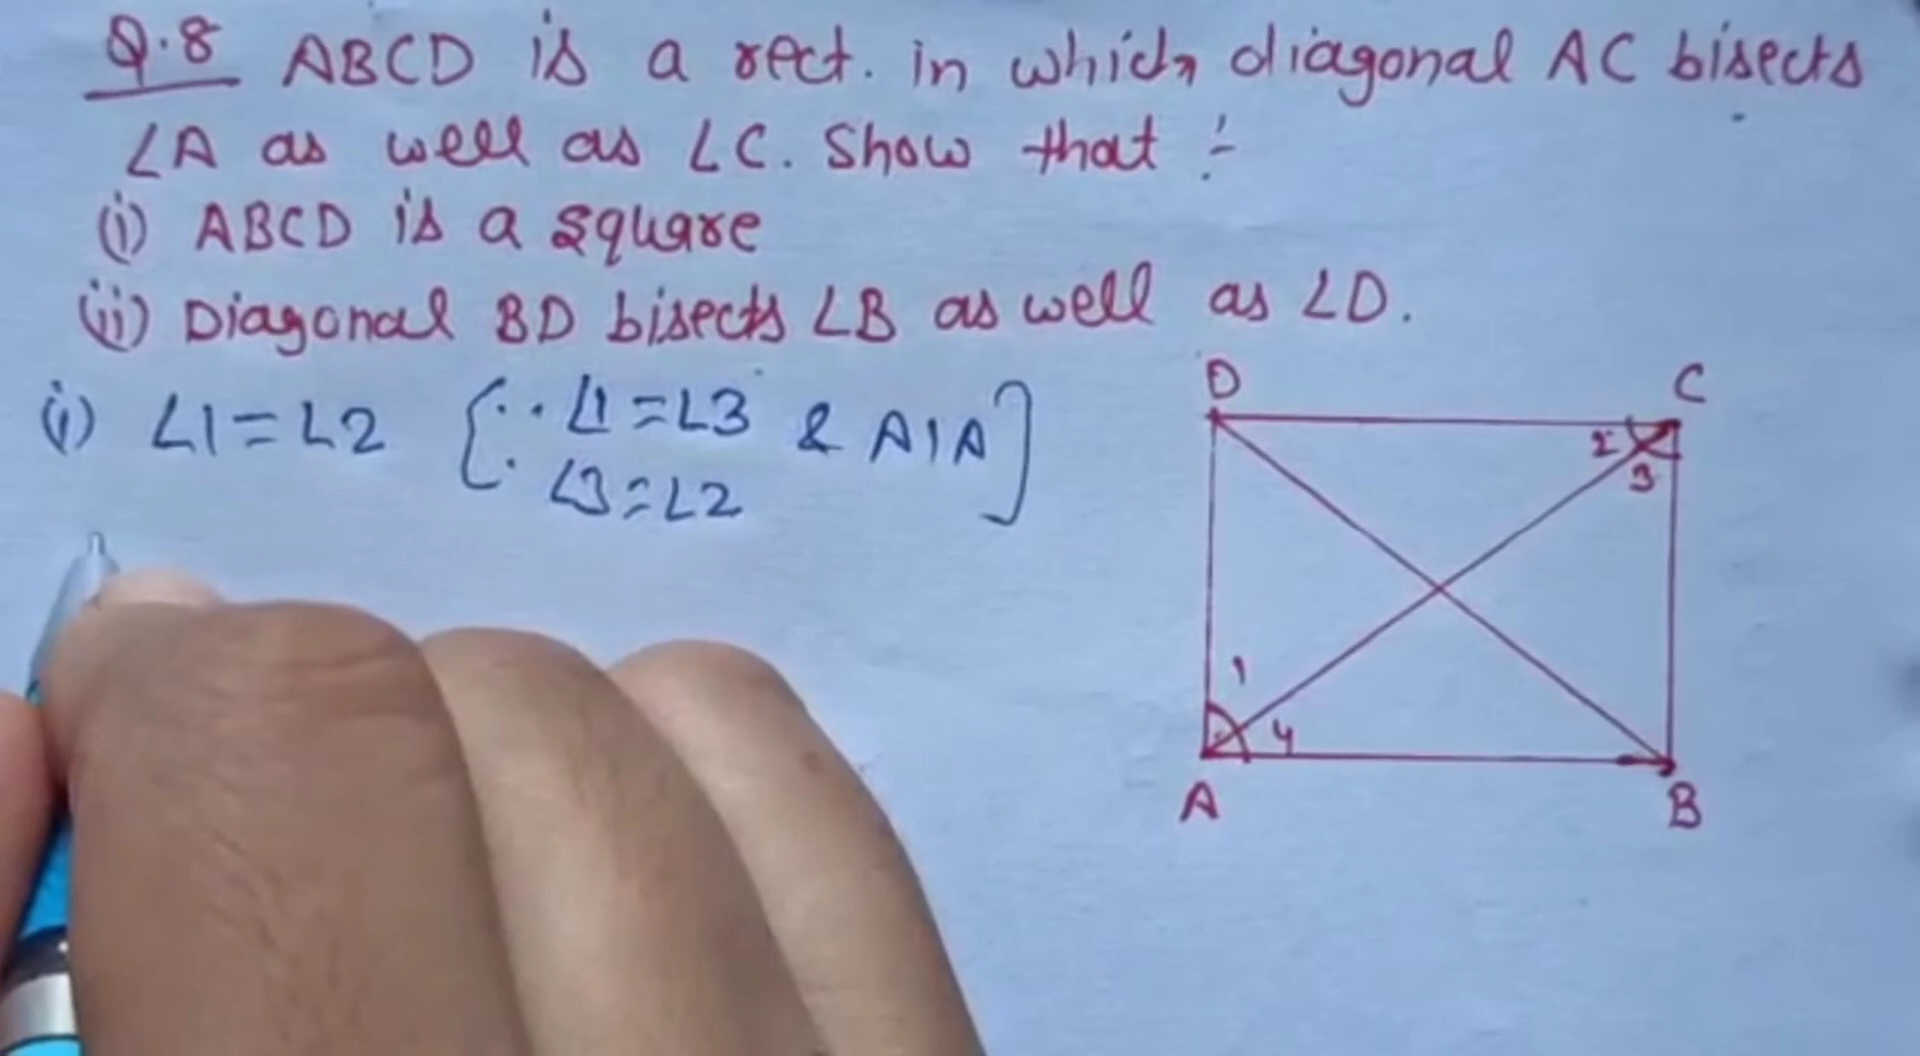 Q.8 ABCD is a rect. in which diagonal AC bisects
∠A as well as ∠C. Show that :-
(i) ABCD is a square
(ii) Diagonal BD bisects ∠B as well as ∠D.
(i) ∠1=∠2 [∵ ∠1=∠3 & AIA]
∠3=∠2
D
C
2
3
1
4
A
B